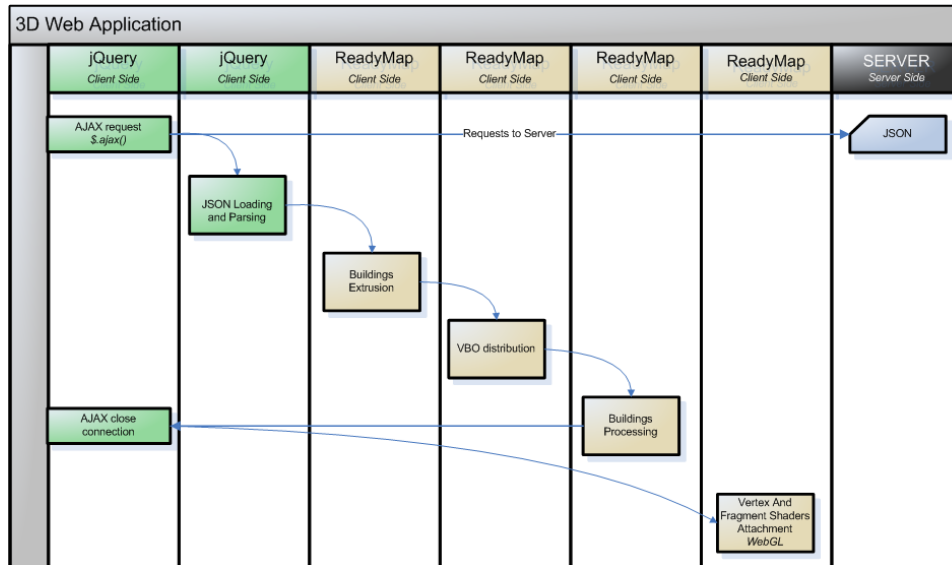 3D Web Application
jQuery
Client Side
jQuery
Client Side
ReadyMap
Client Side
ReadyMap
Client Side
ReadyMap
Client Side
ReadyMap
Client Side
SERVER
Server Side
AJAX request
$.ajax()
Requests to Server
JSON
JSON Loading
and Parsing
Buildings
Extrusion
VBO distribution
Buildings
Processing
AJAX close
connection
Vertex And
Fragment Shaders
Attachment
WebGL